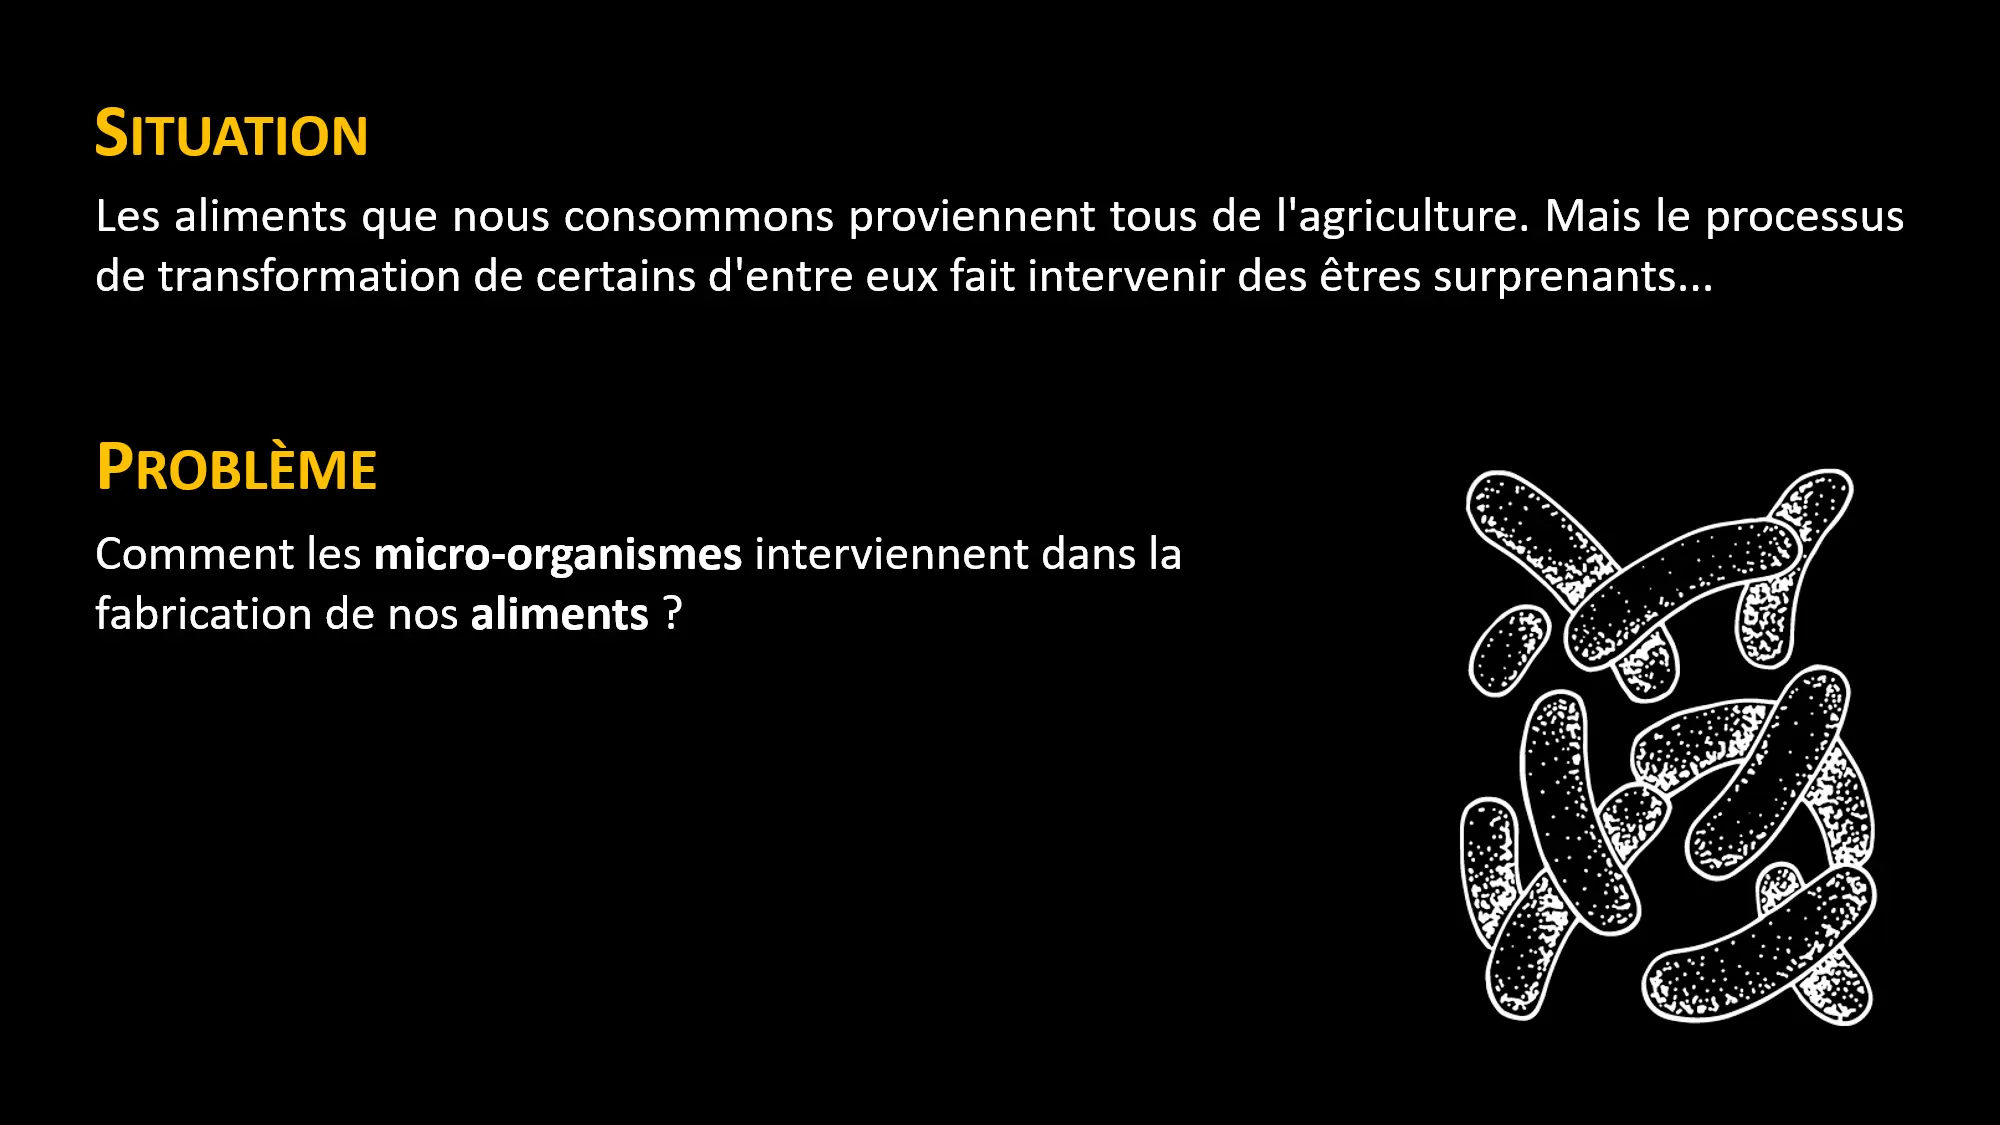 SITUATION
Les aliments que nous consommons proviennent tous de l'agriculture. Mais le processus
de transformation de certains d'entre eux fait intervenir des êtres surprenants...
PROBLÈME
Comment les micro-organismes interviennent dans la
fabrication de nos aliments ?